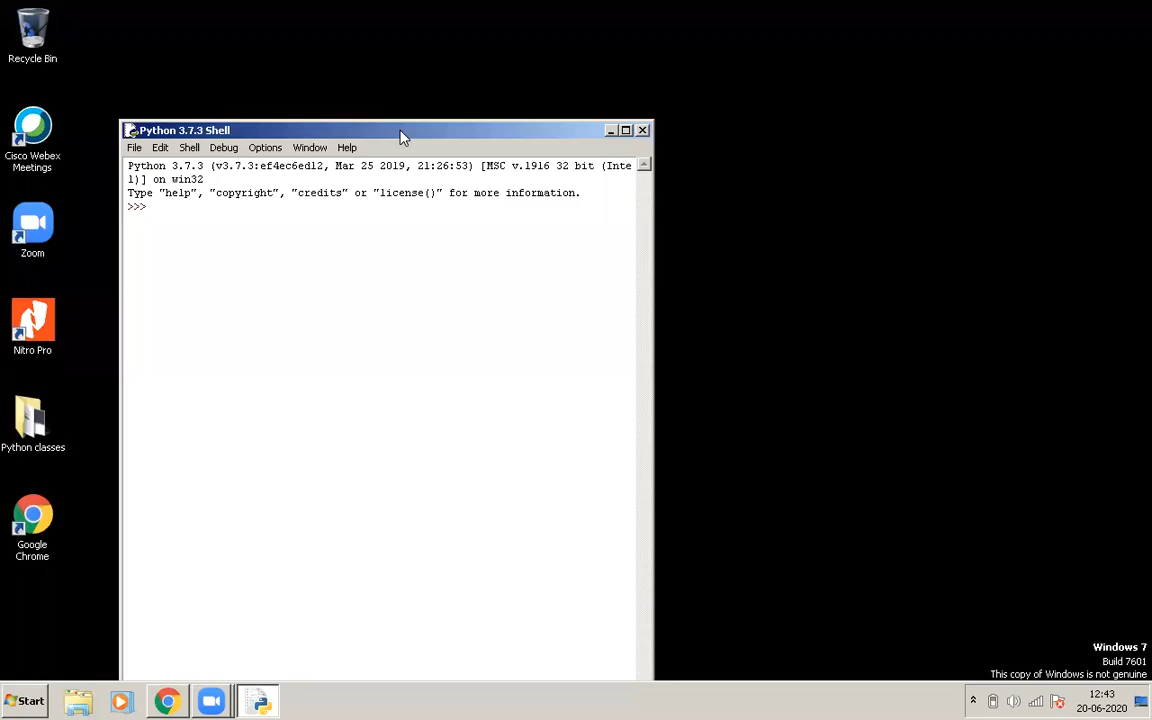 Recycle Bin
Cisco Webex
Meetings
Zoom
Nitro Pro
Python classes
Google
Chrome
Python 3.7.3 Shell
File Edit Shell Debug Options Window Help
Python 3.7.3 (v3.7.3:ef4ec6ed12, Mar 25 2019, 21:26:53) [MSC v.1916 32 bit (Inte
l)] on win32
Type "help", "copyright", "credits" or "license()" for more information.
>>>
Windows 7
Build 7601
This copy of Windows is not genuine
Start
12:43
20-06-2020